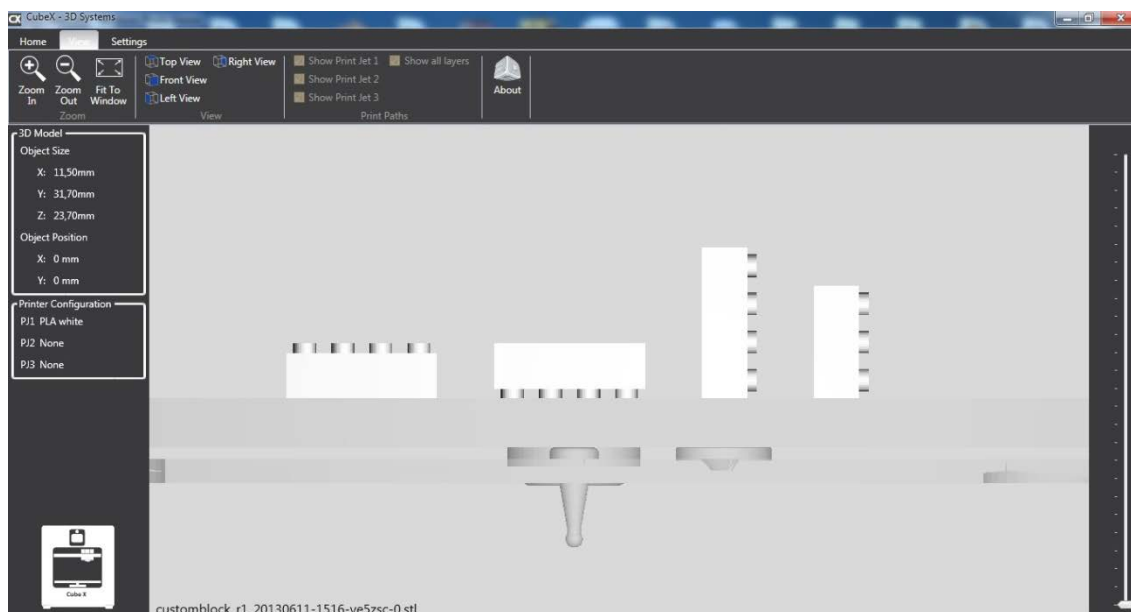 CubeX - 3D Systems
Home View Settings
Zoom In
Zoom Out
Fit To Window
Zoom
Top View
Right View
Front View
Left View
View
Show Print Jet 1
Show all layers
Show Print Jet 2
Show Print Jet 3
Print Paths
About
3D Model
Object Size
X: 11,50mm
Y: 31,70mm
Z: 23,70mm
Object Position
X: 0 mm
Y: 0 mm
Printer Configuration
PJ1 PLA white
PJ2 None
PJ3 None
Cube X
customblock_r1_20130611-1516-ve5zsc-0.stl